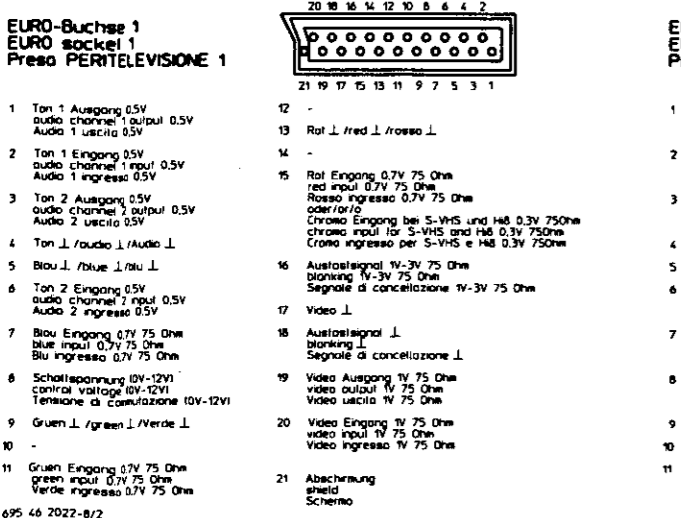 EURO-Buchse 1
EURO socket 1
Presa PERITELEVISIONE 1
20 18 16 14 12 10 8 6 4 2
21 19 17 15 13 11 9 7 5 3 1
1 Ton 1 Ausgang 0,5V
audio channel 1 output 0.5V
Audio 1 uscita 0,5V
2 Ton 1 Eingang 0,5V
audio channel 1 input 0.5V
Audio 1 ingresso 0,5V
3 Ton 2 Ausgang 0,5V
audio channel 2 output 0,5V
Audio 2 uscita 0,5V
4 Ton ⊥ /audio ⊥ /Audio ⊥
5 Blau ⊥ /blue ⊥ /blu ⊥
6 Ton 2 Eingang 0,5V
audio channel 2 input 0,5V
Audio 2 ingresso 0,5V
7 Blau Eingang 0,7V 75 Ohm
blue input 0.7V 75 Ohm
Blu ingresso 0,7V 75 Ohm
8 Schaltspannung (0V-12V)
control voltage (0V-12V)
Tensione di comutazione (0V-12V)
9 Gruen ⊥ /green ⊥ /Verde ⊥
10 -
11 Gruen Eingang 0.7V 75 Ohm
green input 0.7V 75 Ohm
Verde ingresso 0.7V 75 Ohm
695 46 2022-8/2
12 -
13 Rot ⊥ /red ⊥ /rosso ⊥
14 -
15 Rot Eingang 0.7V 75 Ohm
red input 0.7V 75 Ohm
Rosso ingresso 0.7V 75 Ohm
oder/or/o
Chroma Eingang bei S-VHS und Hi8 0.3V 75Ohm
chroma input for S-VHS and Hi8 0.3V 75Ohm
Croma ingresso per S-VHS e Hi8 0.3V 75Ohm
16 Austastsignal 1V-3V 75 Ohm
blanking 1V-3V 75 Ohm
Segnale di cancellazione 1V-3V 75 Ohm
17 Video ⊥
18 Austastsignal ⊥
blanking ⊥
Segnale di cancellazione ⊥
19 Video Ausgang 1V 75 Ohm
video output 1V 75 Ohm
Video uscita 1V 75 Ohm
20 Video Eingang 1V 75 Ohm
video input 1V 75 Ohm
Video ingresso 1V 75 Ohm
21 Abschirmung
shield
Schermo
E
E
P
1
2
3
4
5
6
7
8
9
10
11